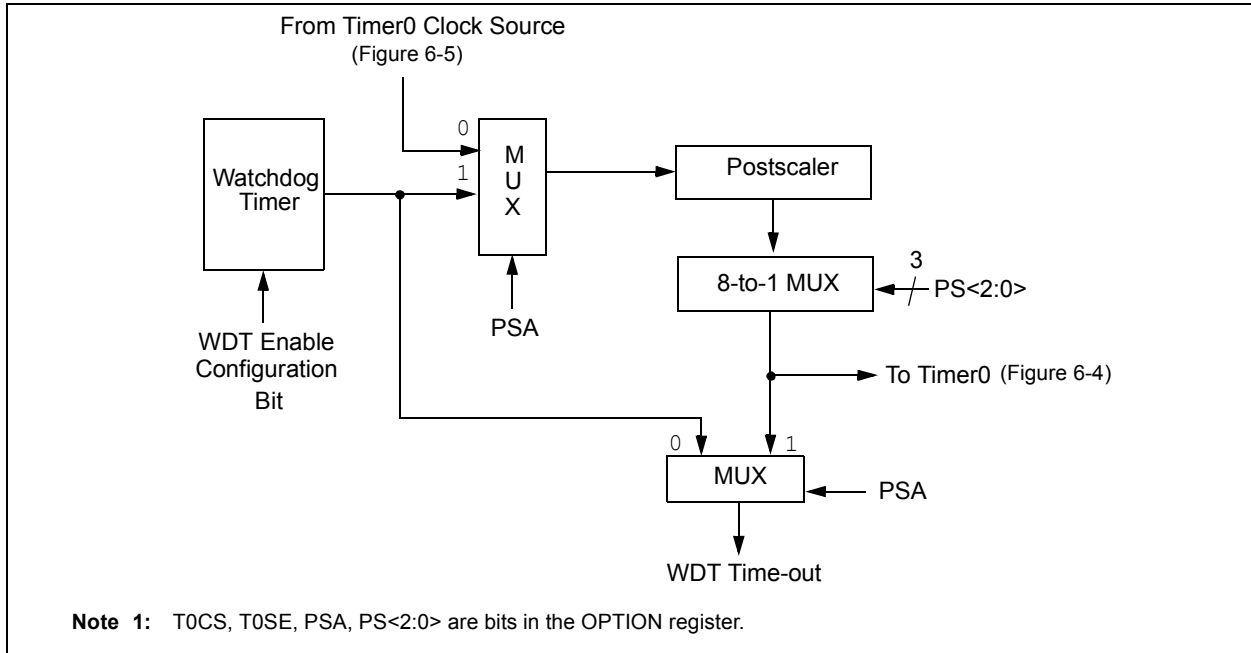 From Timer0 Clock Source
(Figure 6-5)
0
1
M
U
X
Watchdog
Timer
Postscaler
3
8-to-1 MUX
PS<2:0>
PSA
WDT Enable
Configuration
Bit
To Timer0 (Figure 6-4)
0
1
MUX
PSA
WDT Time-out
Note 1: T0CS, T0SE, PSA, PS<2:0> are bits in the OPTION register.